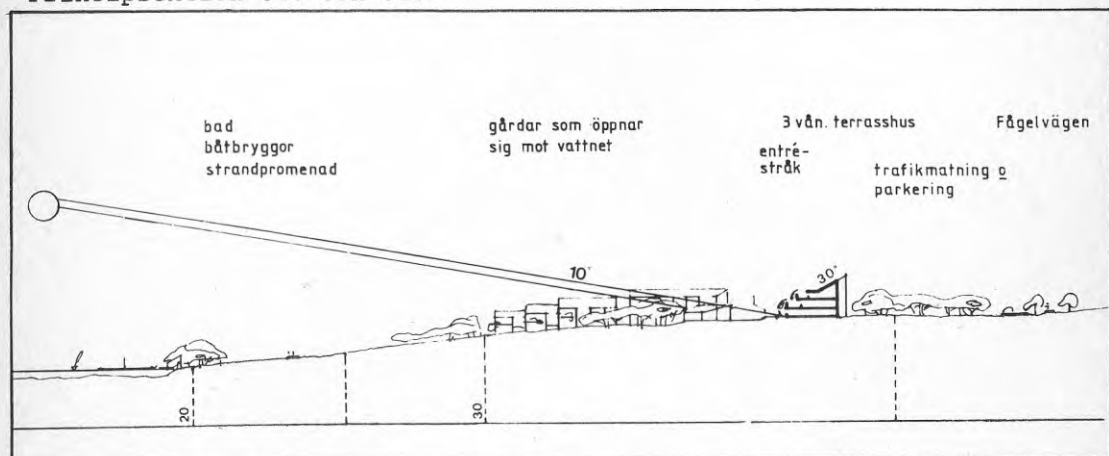 bad
båtbryggor
strandpromenad
gårdar som öppnar
sig mot vattnet
3 vån. terrasshus
Fågelvägen
entré-
stråk
trafikmatning o
parkering
10°
30°
20
30